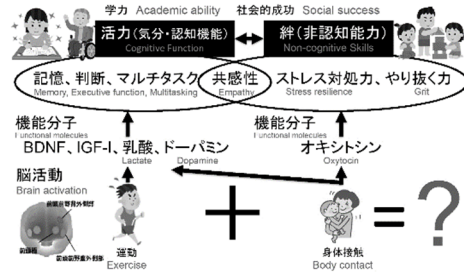 学力 Academic ability 社会的成功 Social success
活力(気分・認知機能) 絆(非認知能力)
Cognitive Function Non-cognitive Skills
記憶、判断、マルチタスク 共感性 ストレス対処力、やり抜く力
Memory, Executive function, Multitasking Empathy Stress resilience Grit
機能分子 機能分子
Functional molecules Functional molecules
BDNF、IGF-I、乳酸、ドーパミン オキシトシン
Lactate Dopamine Oxytocin
脳活動
Brain activation
+ = ?
運動 身体接触
Exercise Body contact